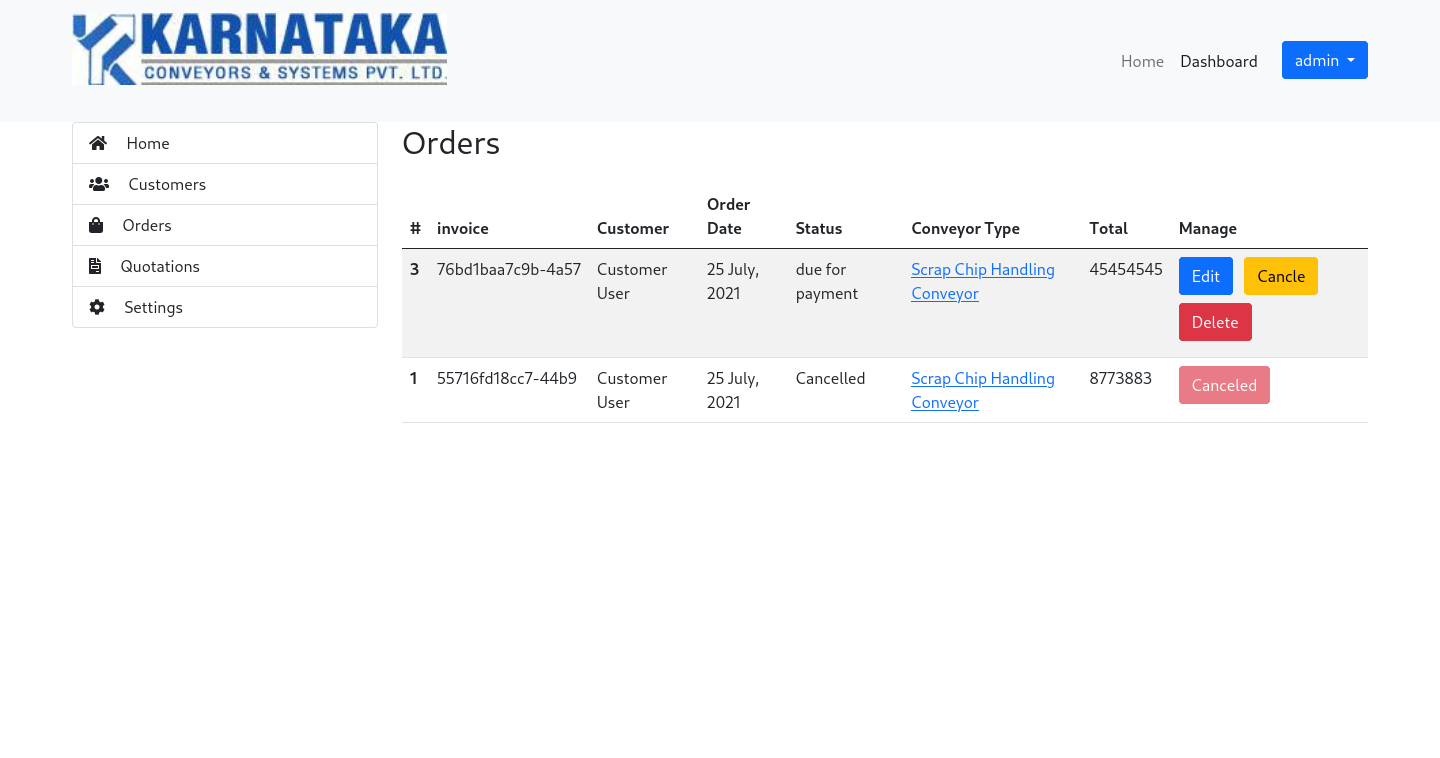 KARNATAKA
CONVEYORS & SYSTEMS PVT. LTD.
Home Dashboard admin
Home
Customers
Orders
Quotations
Settings
Orders
# invoice Customer Order Date Status Conveyor Type Total Manage
3 76bd1baa7c9b-4a57 Customer User 25 July, 2021 due for payment Scrap Chip Handling Conveyor 45454545 Edit Cancle Delete
1 55716fd18cc7-44b9 Customer User 25 July, 2021 Cancelled Scrap Chip Handling Conveyor 8773883 Canceled